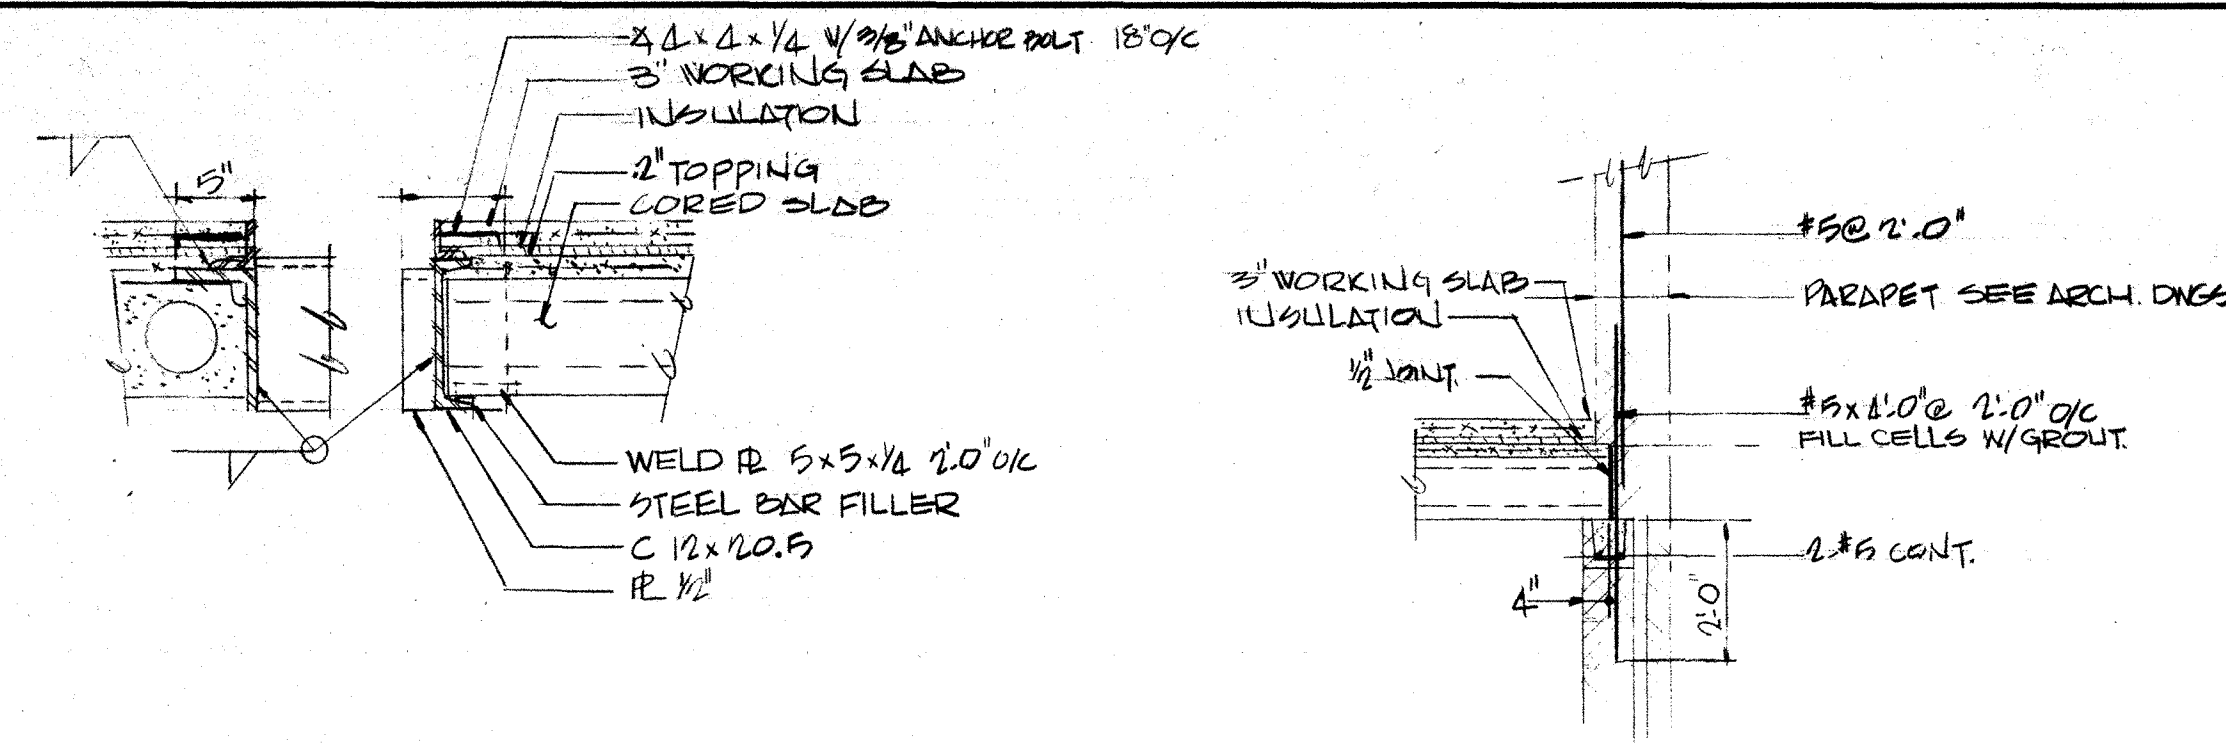 ∠ 4 x 4 x 1/4 W/ 3/8" ANCHOR BOLT 18" O/C
3" WORKING SLAB
INSULATION
2" TOPPING
CORED SLAB
5"
WELD PL 5 x 5 x 1/4 2'-0" O/C
STEEL BAR FILLER
C 12 x 20.5
PL 1/2"
#5 @ 2'-0"
3" WORKING SLAB
INSULATION
1/2" JOINT.
PARAPET SEE ARCH. DWGS
#5 x 4'-0" @ 2'-0" O/C
FILL CELLS W/ GROUT.
2-#5 CONT.
4"
2'-0"